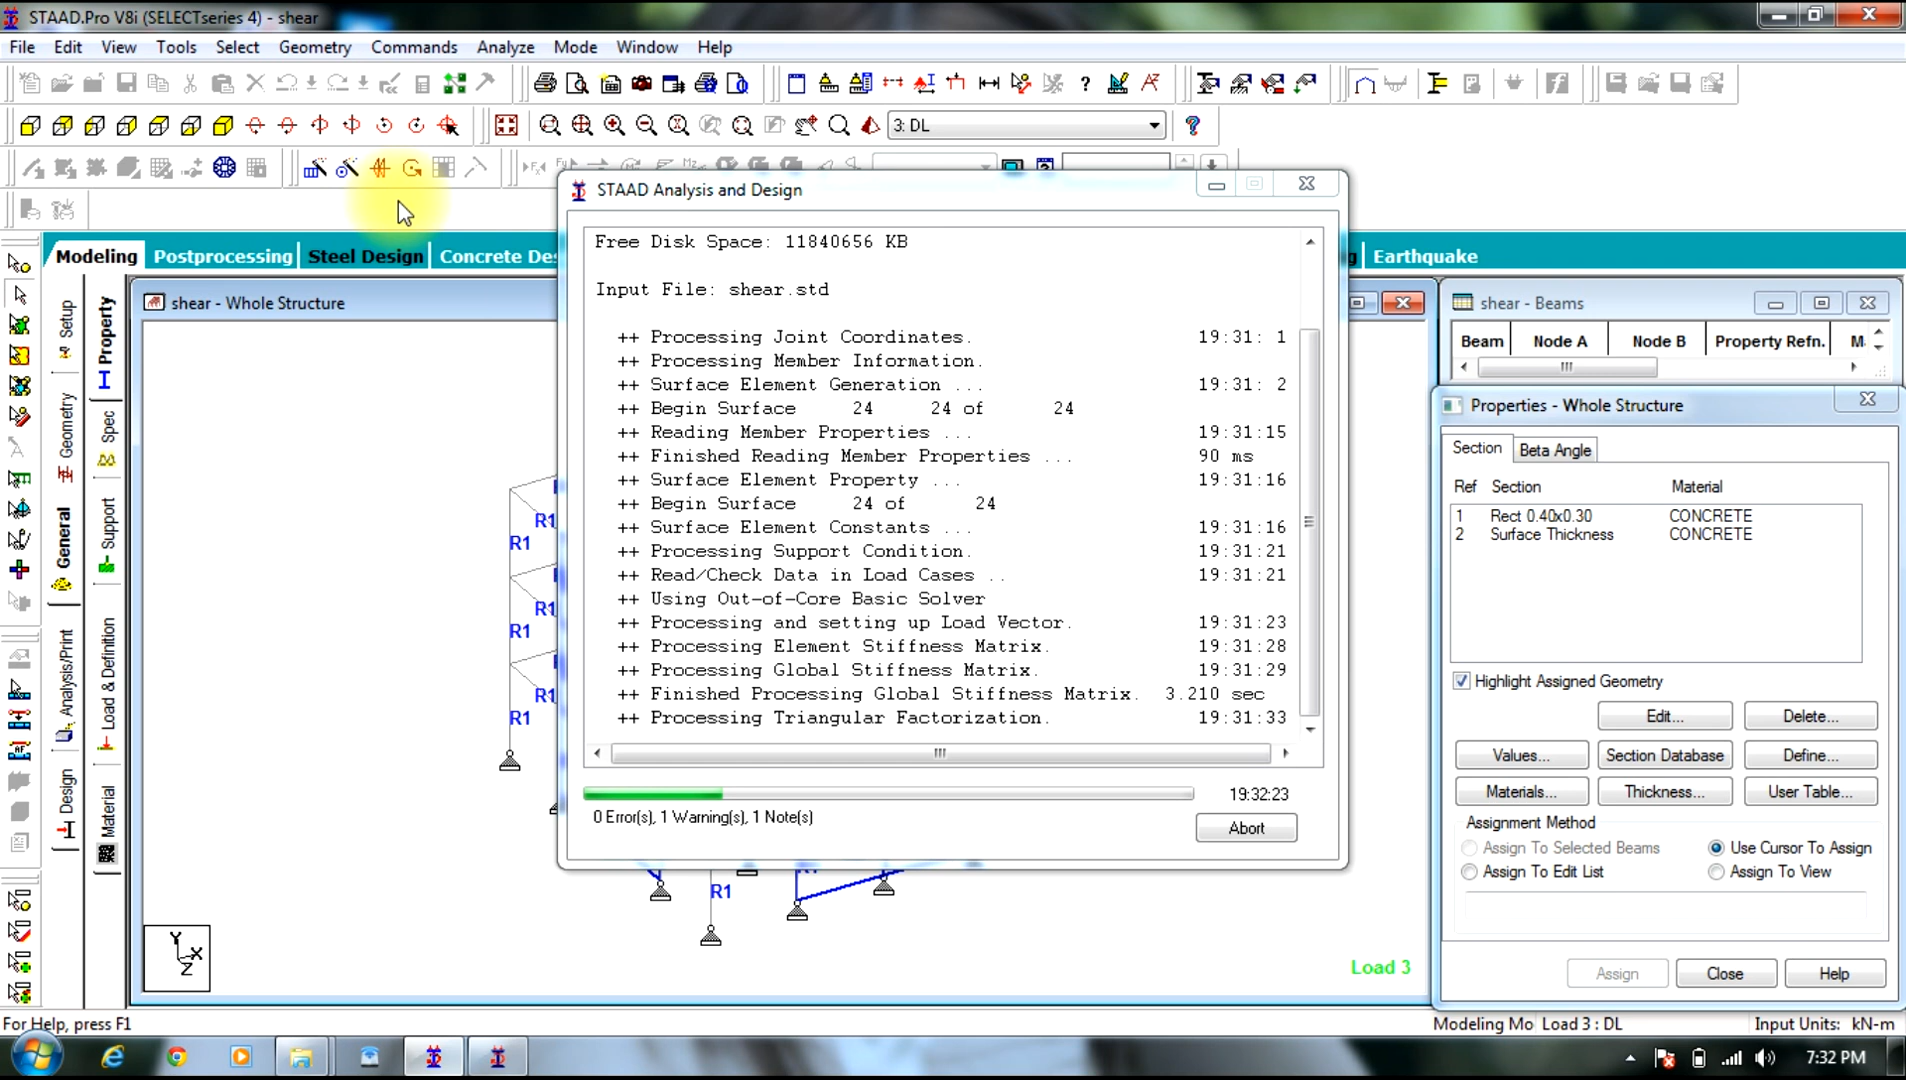 STAAD.Pro V8i (SELECTseries 4) - shear
File Edit View Tools Select Geometry Commands Analyze Mode Window Help
3: DL
STAAD Analysis and Design
Modeling Postprocessing Steel Design Concrete De Earthquake
Free Disk Space: 11840656 KB
Input File: shear.std
++ Processing Joint Coordinates. 19:31: 1
++ Processing Member Information.
++ Surface Element Generation ... 19:31: 2
++ Begin Surface 24 24 of 24
++ Reading Member Properties ... 19:31:15
++ Finished Reading Member Properties ... 90 ms
++ Surface Element Property ... 19:31:16
++ Begin Surface 24 of 24
++ Surface Element Constants ... 19:31:16
++ Processing Support Condition. 19:31:21
++ Read/Check Data in Load Cases .. 19:31:21
++ Using Out-of-Core Basic Solver
++ Processing and setting up Load Vector. 19:31:23
++ Processing Element Stiffness Matrix. 19:31:28
++ Processing Global Stiffness Matrix. 19:31:29
++ Finished Processing Global Stiffness Matrix. 3.210 sec
++ Processing Triangular Factorization. 19:31:33
19:32:23
0 Error(s), 1 Warning(s), 1 Note(s)
Abort
shear - Whole Structure
Setup
Geometry
General
Analysis/Print
Design
Property
Spec
Support
Load & Definition
Material
R1
R1
R1
R1
R1
R1
R1
Y
X
Z
Load 3
shear - Beams
Beam Node A Node B Property Refn. M
Properties - Whole Structure
Section Beta Angle
Ref Section Material
1 Rect 0.40x0.30 CONCRETE
2 Surface Thickness CONCRETE
Highlight Assigned Geometry
Edit... Delete...
Values... Section Database Define...
Materials... Thickness... User Table...
Assignment Method
Assign To Selected Beams Use Cursor To Assign
Assign To Edit List Assign To View
Assign Close Help
For Help, press F1
Modeling Mo Load 3 : DL Input Units: kN-m
7:32 PM